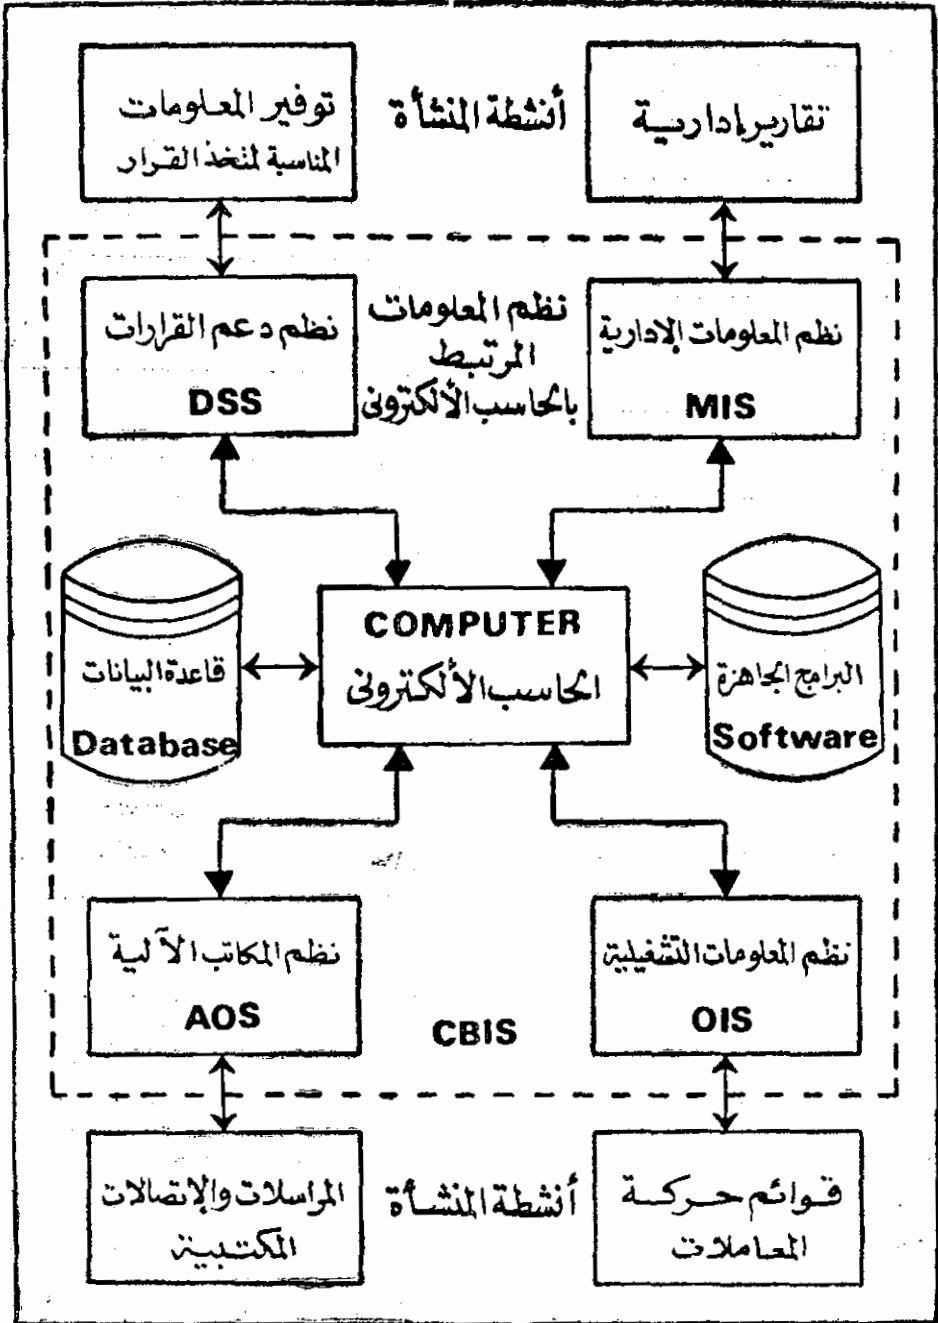 أنشطة المنشأة
تقارير إدارية
توفير المعلومات
المناسبة لمتخذ القرار
نظم المعلومات
المرتبط
بالحاسب الألكترونى
نظم المعلومات الإدارية
MIS
نظم دعم القرارات
DSS
COMPUTER
الحاسب الألكترونى
البرامج الجاهزة
Software
قاعدة البيانات
Database
نظم المعلومات التشغيلية
OIS
CBIS
نظم المكاتب الآلية
AOS
قوائم حركة
المعاملات
أنشطة المنشأة
المراسلات والإتصالات
المكتبية